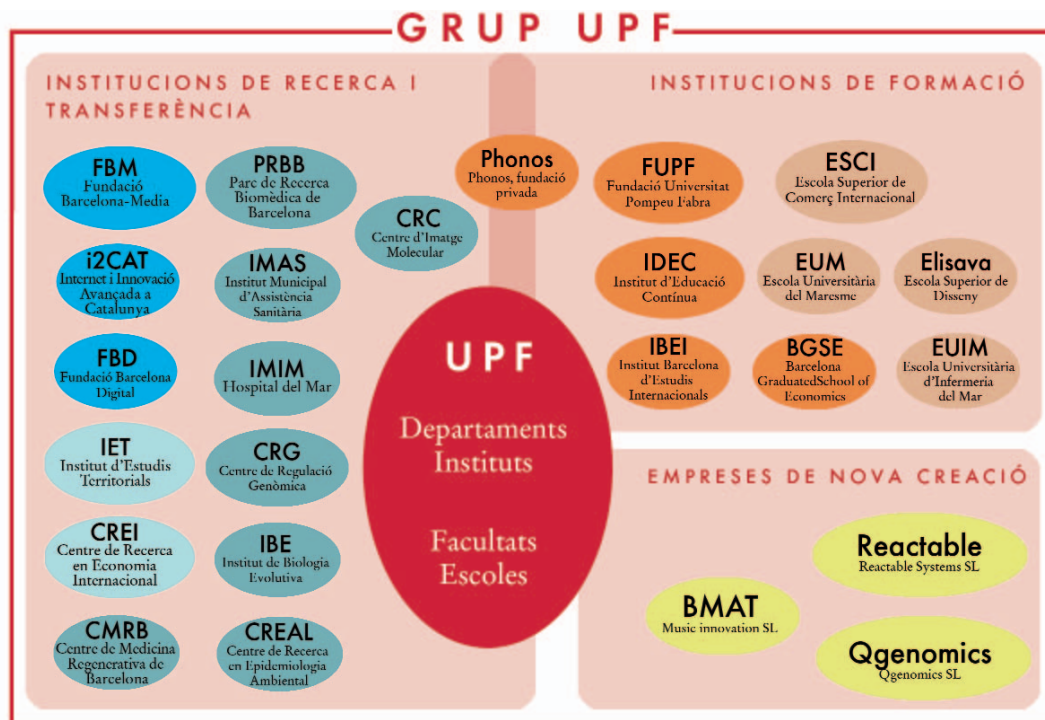 GRUP UPF
INSTITUCIONS DE RECERCA I
TRANSFERÈNCIA
FBM
Fundació
Barcelona-Media
PRBB
Parc de Recerca
Biomèdica de
Barcelona
CRC
Centre d'Imatge
Molecular
i2CAT
Internet i Innovació
Avançada a
Catalunya
IMAS
Institut Municipal
d'Assistència
Sanitària
FBD
Fundació Barcelona
Digital
IMIM
Hospital del Mar
IET
Institut d'Estudis
Territorials
CRG
Centre de Regulació
Genòmica
CREI
Centre de Recerca
en Economia
Internacional
IBE
Institut de Biologia
Evolutiva
CMRB
Centre de Medicina
Regenerativa de
Barcelona
CREAL
Centre de Recerca
en Epidemiologia
Ambiental
Phonos
Phonos, fundació
privada
UPF
Departaments
Instituts
Facultats
Escoles
INSTITUCIONS DE FORMACIÓ
FUPF
Fundació Universitat
Pompeu Fabra
ESCI
Escola Superior de
Comerç Internacional
IDEC
Institut d'Educació
Contínua
EUM
Escola Universitària
del Maresme
Elisava
Escola Superior de
Disseny
IBEI
Institut Barcelona
d'Estudis
Internacionals
BGSE
Barcelona
GraduatedSchool of
Economics
EUIM
Escola Universitària
d'Infermeria
del Mar
EMPRESES DE NOVA CREACIÓ
Reactable
Reactable Systems SL
BMAT
Music innovation SL
Qgenomics
Qgenomics SL